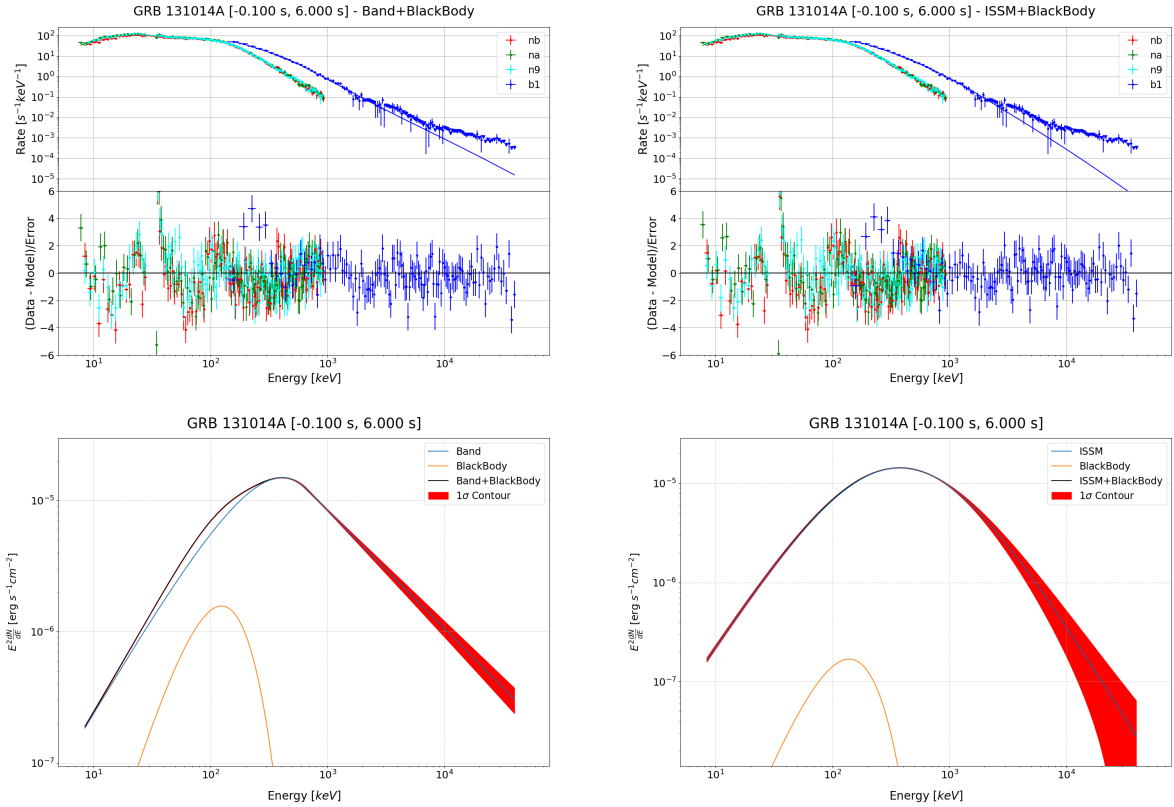 GRB 131014A [-0.100 s, 6.000 s] - Band+BlackBody
10²
10¹
10⁰
10⁻¹
10⁻²
10⁻³
10⁻⁴
10⁻⁵
Rate [s⁻¹keV⁻¹]
nb
na
n9
b1
6
4
2
0
−2
−4
−6
(Data - Model)/Error
10¹
10²
10³
10⁴
Energy [keV]
GRB 131014A [-0.100 s, 6.000 s] - ISSM+BlackBody
10²
10¹
10⁰
10⁻¹
10⁻²
10⁻³
10⁻⁴
10⁻⁵
Rate [s⁻¹keV⁻¹]
nb
na
n9
b1
6
4
2
0
−2
−4
−6
(Data - Model)/Error
10¹
10²
10³
10⁴
Energy [keV]
GRB 131014A [-0.100 s, 6.000 s]
Band
BlackBody
Band+BlackBody
1σ Contour
10⁻⁵
10⁻⁶
10⁻⁷
E² dN/dE [erg s⁻¹cm⁻²]
10¹
10²
10³
10⁴
Energy [keV]
GRB 131014A [-0.100 s, 6.000 s]
ISSM
BlackBody
ISSM+BlackBody
1σ Contour
10⁻⁵
10⁻⁶
10⁻⁷
E² dN/dE [erg s⁻¹cm⁻²]
10¹
10²
10³
10⁴
Energy [keV]